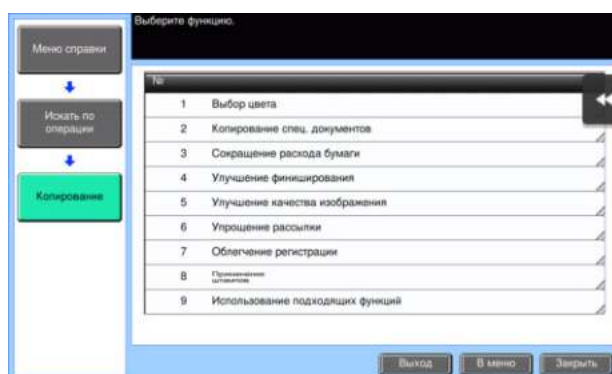 Выберите функцию.
Меню справки
Искать по
операции
Копирование
№
1 Выбор цвета
2 Копирование спец. документов
3 Сокращение расхода бумаги
4 Улучшение финиширования
5 Улучшение качества изображения
6 Упрощение рассылки
7 Облегчение регистрации
8 Применение
штампов
9 Использование подходящих функций
Выход
В меню
Закрыть